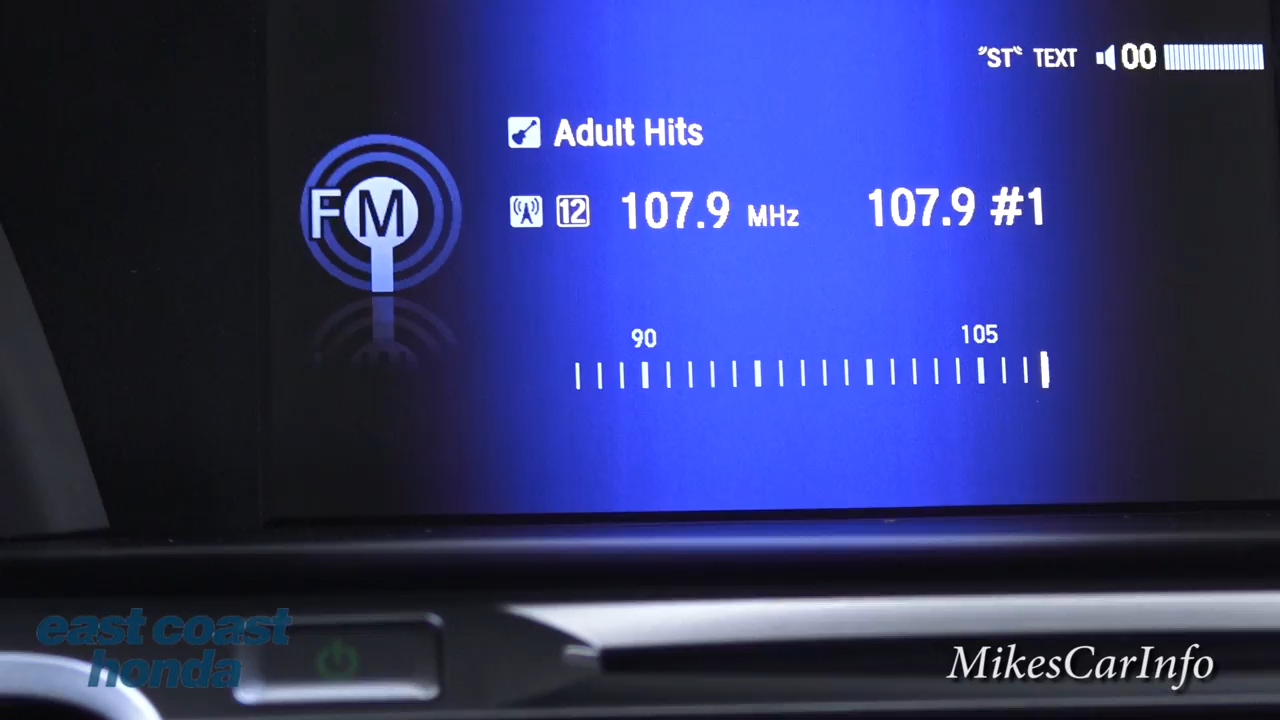 "ST" TEXT 00
Adult Hits
FM
12 107.9 MHz 107.9 #1
90 105
east coast
honda
MikesCarInfo